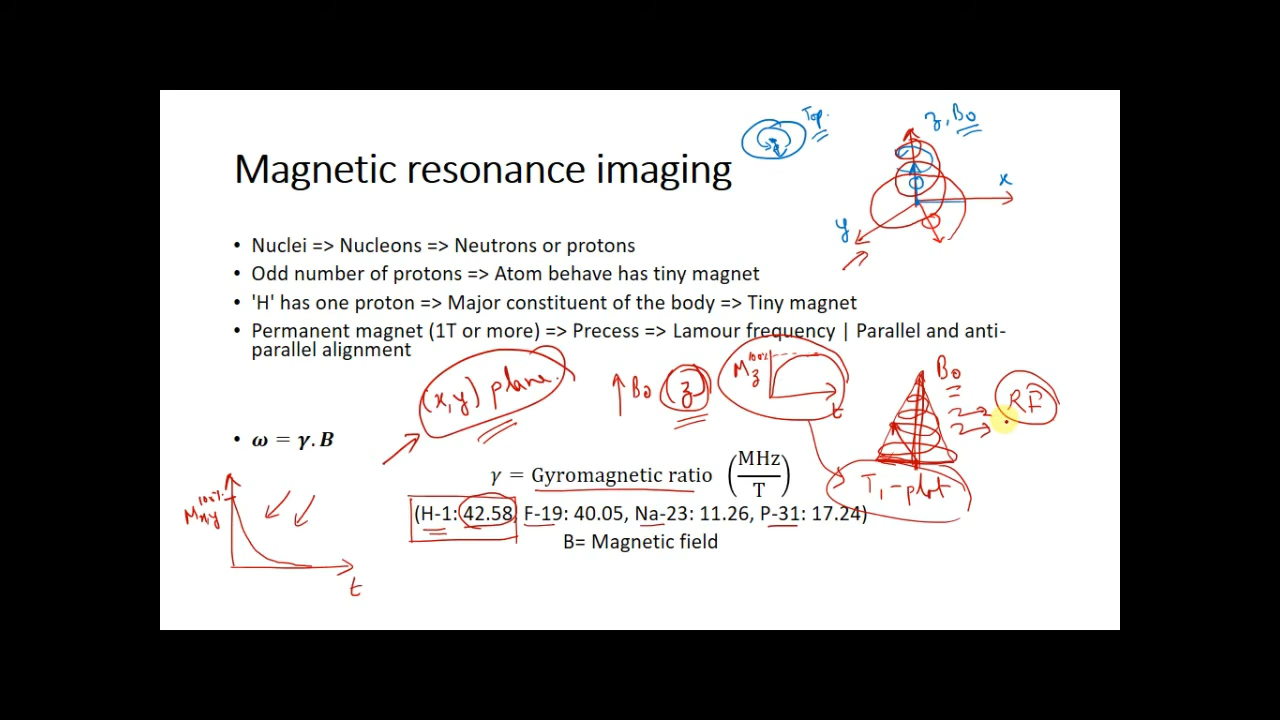 Top.
z, B0
Magnetic resonance imaging
x
y
• Nuclei => Nucleons => Neutrons or protons
• Odd number of protons => Atom behave has tiny magnet
• 'H' has one proton => Major constituent of the body => Tiny magnet
• Permanent magnet (1T or more) => Precess => Lamour frequency | Parallel and anti-
parallel alignment
(x,y) plane
↑ B0 (z)
Mz 100% t
B0
RF
• ω = γ.B
γ = Gyromagnetic ratio (MHz/T)
T1-plot
100%
Mxy
(H-1: 42.58, F-19: 40.05, Na-23: 11.26, P-31: 17.24)
B= Magnetic field
t